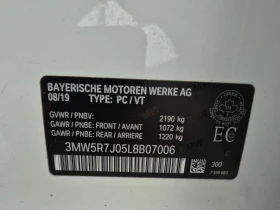 BAYERISCHE MOTOREN WERKE AG
08/19 TYPE: PC / VT
GVWR / PNBV: 2190 kg
GAWR / PNBE: FRONT / AVANT 1072 kg
GAWR / PNBE: REAR / ARRIERE 1220 kg
3MW5R7J05L8B07006
EC
300